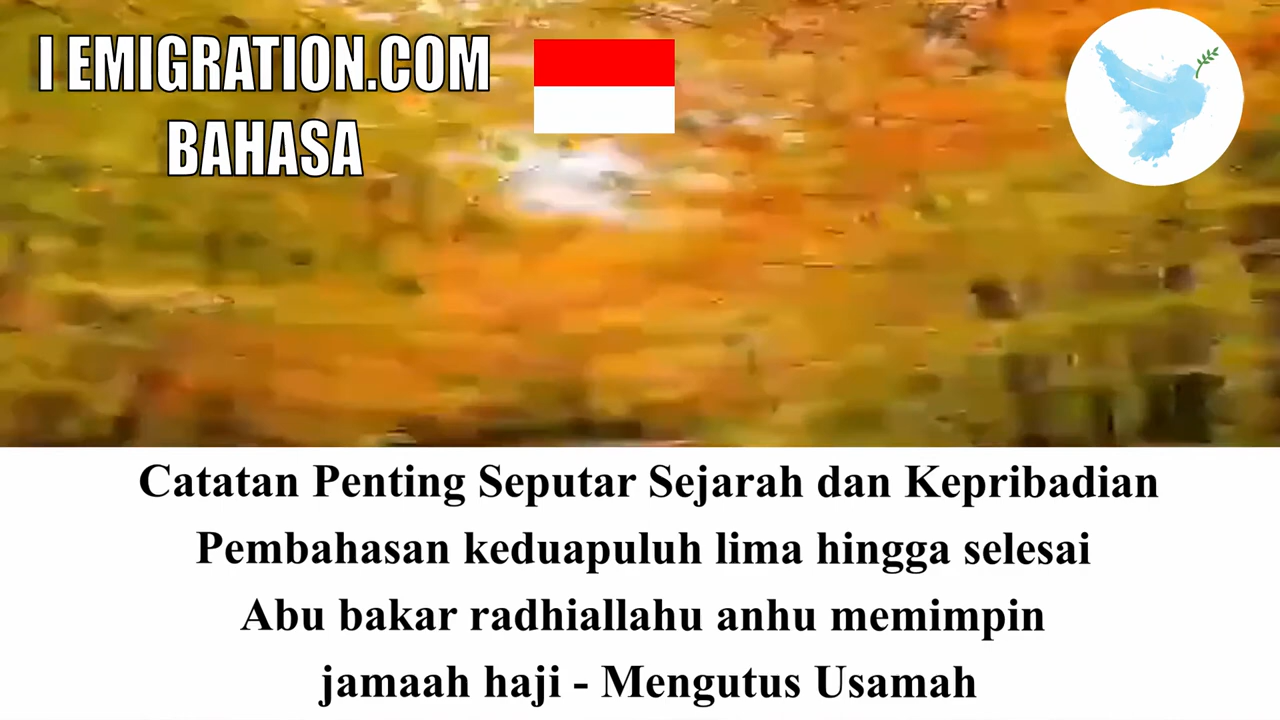 I EMIGRATION.COM
BAHASA
Catatan Penting Seputar Sejarah dan Kepribadian
Pembahasan keduapuluh lima hingga selesai
Abu bakar radhiallahu anhu memimpin
jamaah haji - Mengutus Usamah